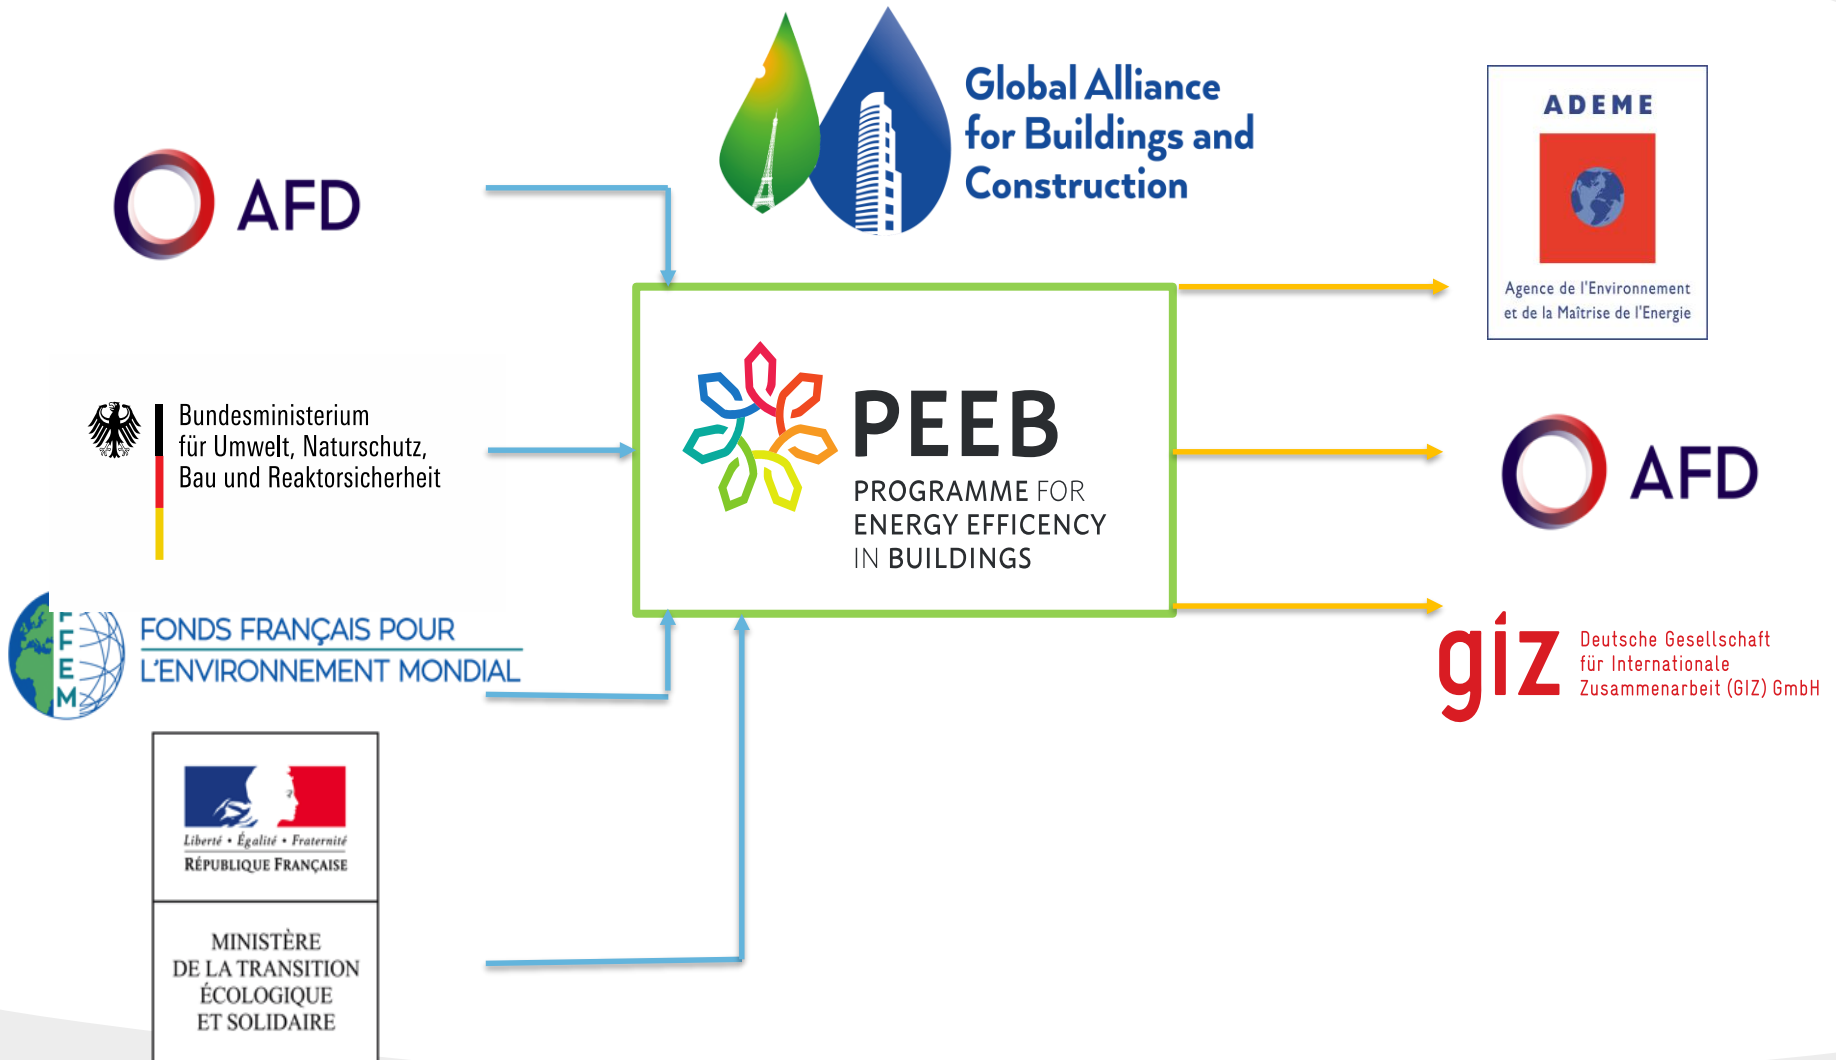 Global Alliance
for Buildings and
Construction
AFD
ADEME
Agence de l'Environnement
et de la Maîtrise de l'Energie
Bundesministerium
für Umwelt, Naturschutz,
Bau und Reaktorsicherheit
PEEB
PROGRAMME FOR
ENERGY EFFICENCY
IN BUILDINGS
AFD
FFEM
FONDS FRANÇAIS POUR
L'ENVIRONNEMENT MONDIAL
giz
Deutsche Gesellschaft
für Internationale
Zusammenarbeit (GIZ) GmbH
Liberté • Égalité • Fraternité
RÉPUBLIQUE FRANÇAISE
MINISTÈRE
DE LA TRANSITION
ÉCOLOGIQUE
ET SOLIDAIRE